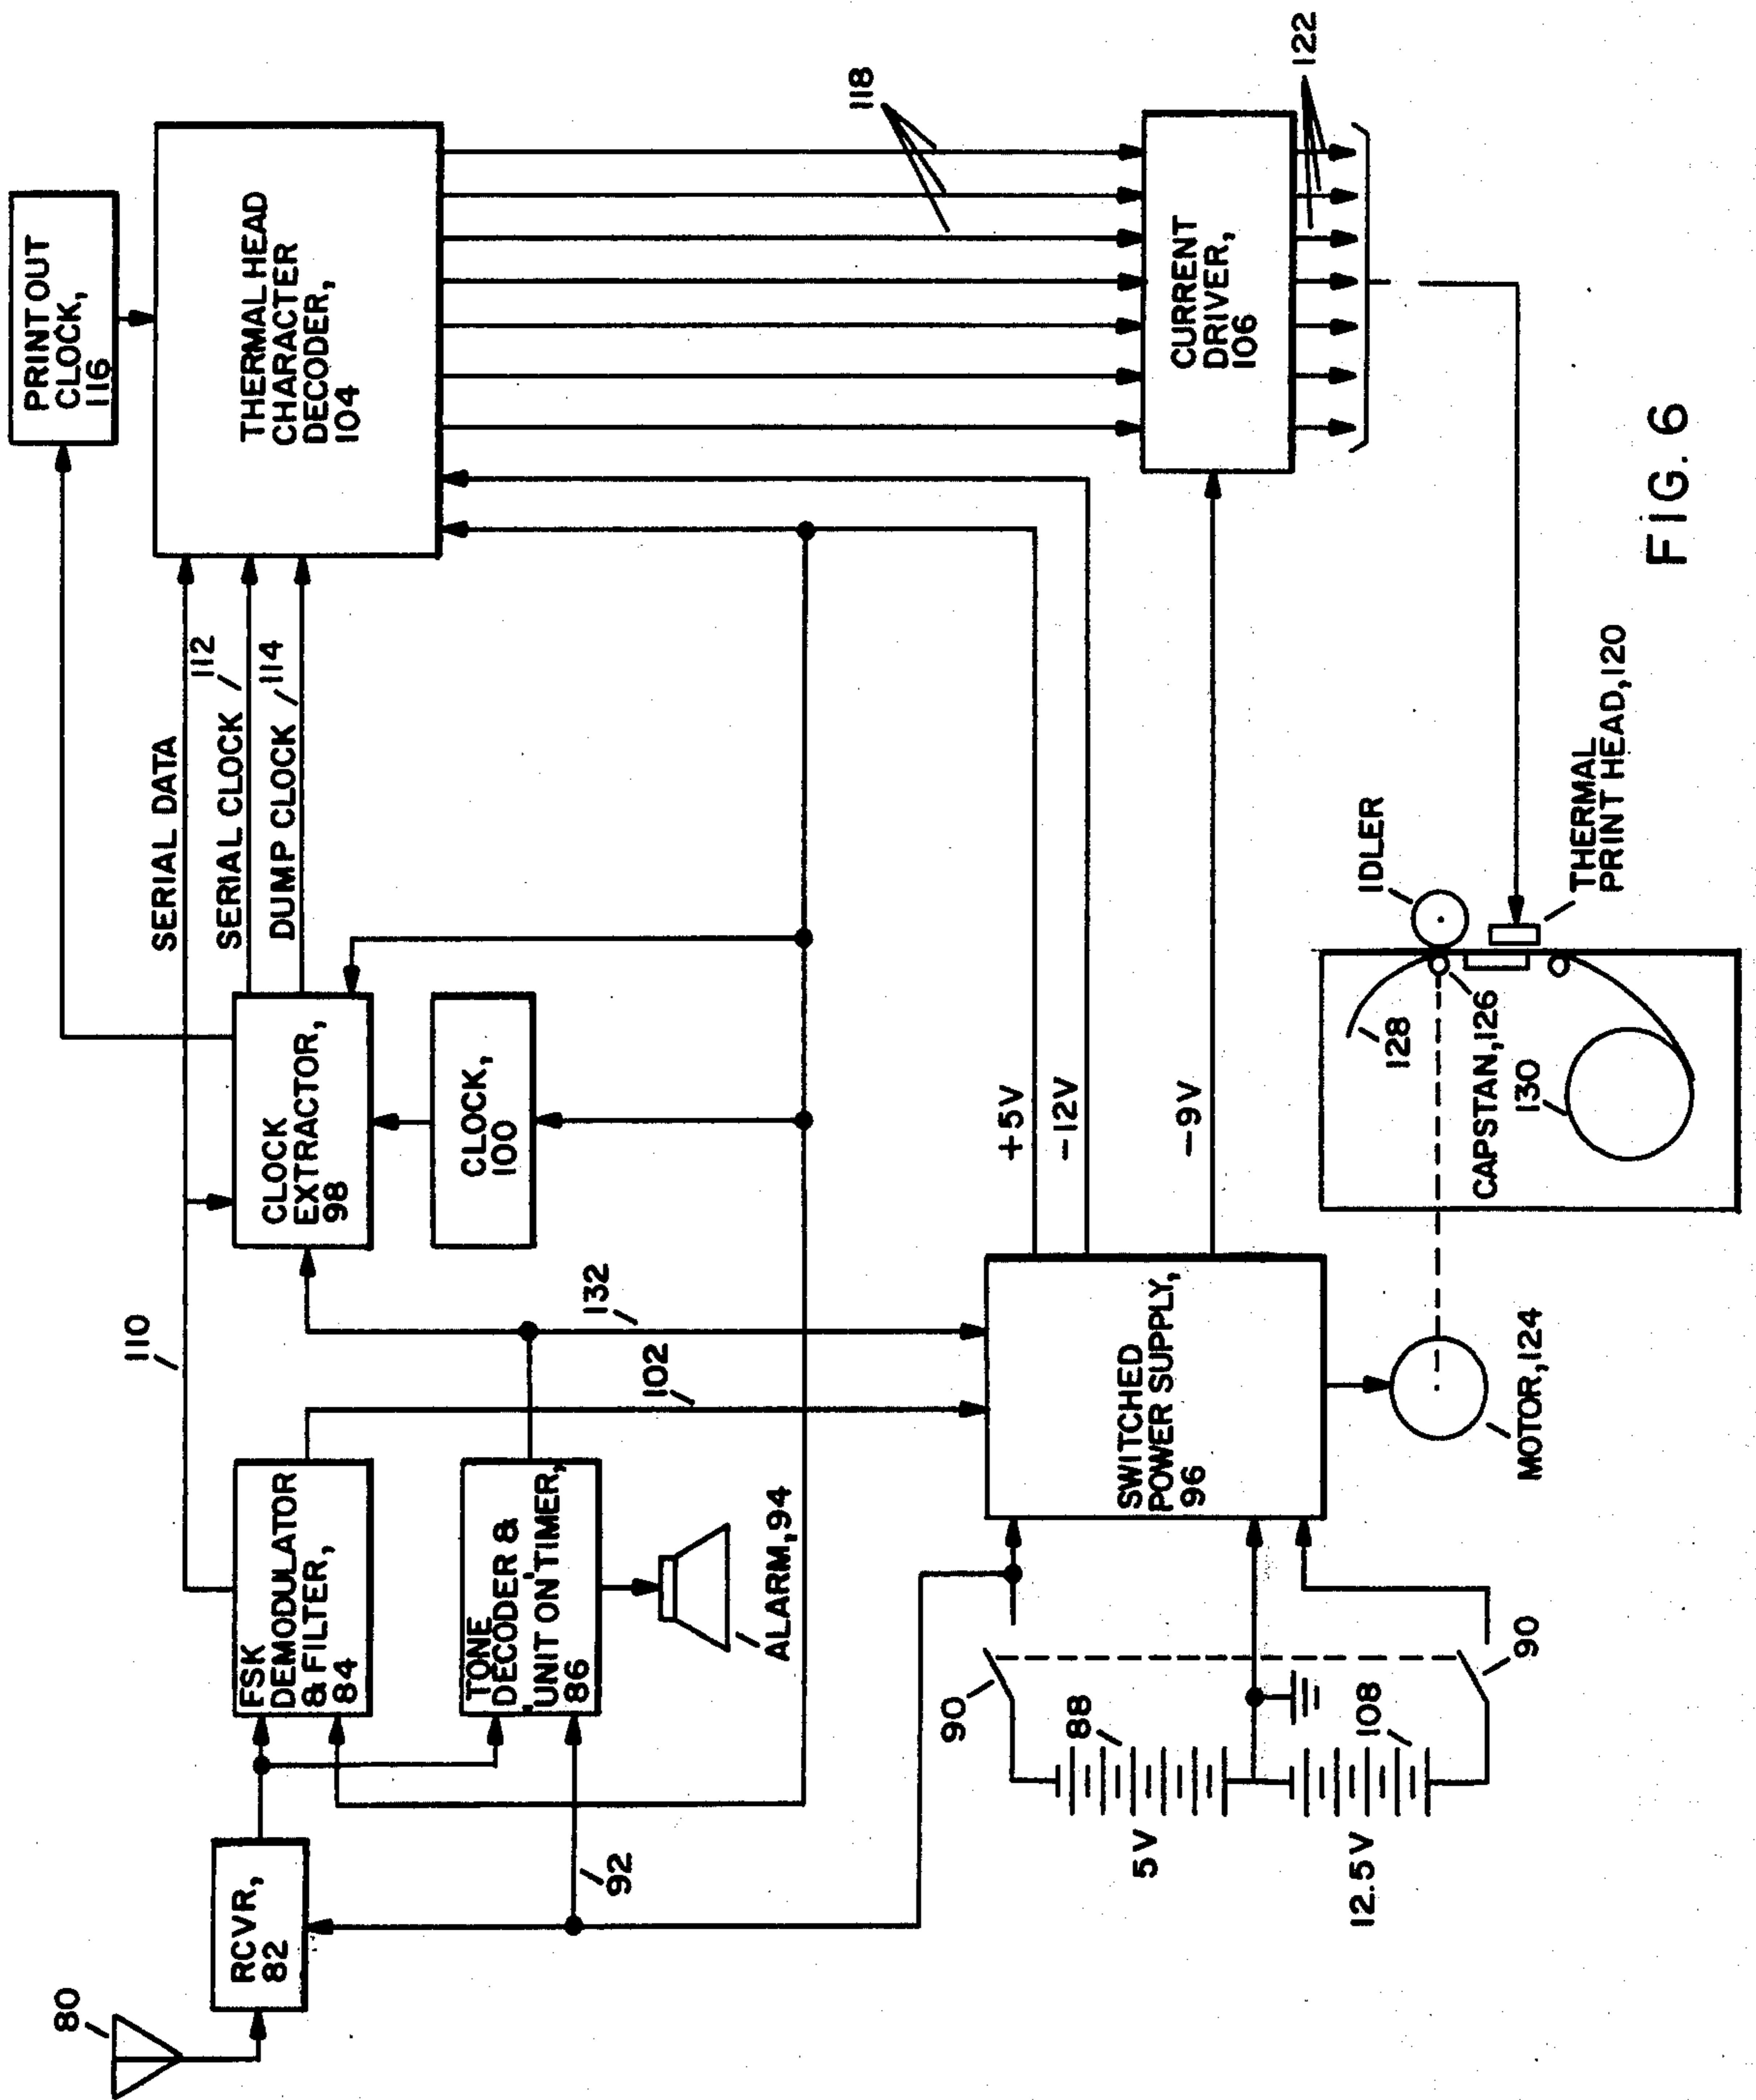 80
RCVR,
82
92
110
FSK
DEMODULATOR
& FILTER,
84
TONE
DECODER &
'UNIT ON' TIMER,
86
ALARM, 94
102
132
CLOCK
EXTRACTOR,
98
CLOCK,
100
SERIAL DATA
SERIAL CLOCK
112
DUMP CLOCK
114
PRINT OUT
CLOCK,
116
THERMAL HEAD
CHARACTER
DECODER,
104
118
CURRENT
DRIVER,
106
122
90
88
5V
12.5V
108
90
SWITCHED
POWER SUPPLY,
96
+5V
-12V
-9V
MOTOR, 124
128
CAPSTAN, 126
130
IDLER
THERMAL
PRINT HEAD, 120
FIG. 6